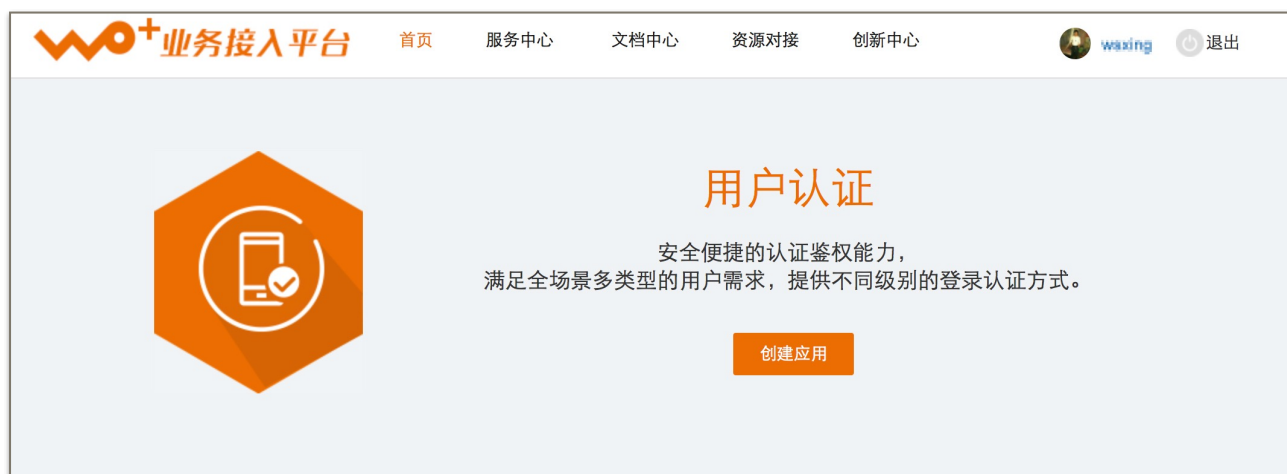 wo+业务接入平台
首页 服务中心 文档中心 资源对接 创新中心 waxing 退出
用户认证
安全便捷的认证鉴权能力，
满足全场景多类型的用户需求，提供不同级别的登录认证方式。
创建应用